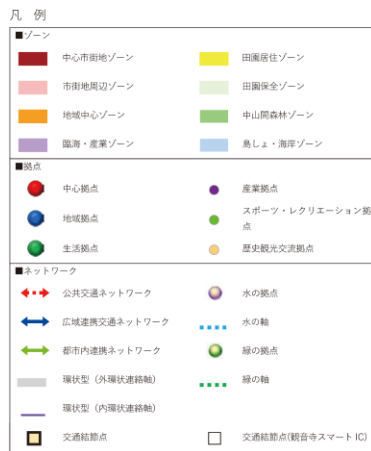 凡 例
■ゾーン
中心市街地ゾーン
田園居住ゾーン
市街地周辺ゾーン
田園保全ゾーン
地域中心ゾーン
中山間森林ゾーン
臨海・産業ゾーン
島しょ・海岸ゾーン
■拠点
中心拠点
産業拠点
地域拠点
スポーツ・レクリエーション拠
点
生活拠点
歴史観光交流拠点
■ネットワーク
公共交通ネットワーク
水の拠点
広域連携交通ネットワーク
水の軸
都市内連携ネットワーク
緑の拠点
環状型（外環状連絡軸）
緑の軸
環状型（内環状連絡軸）
交通結節点
交通結節点(観音寺スマート IC)